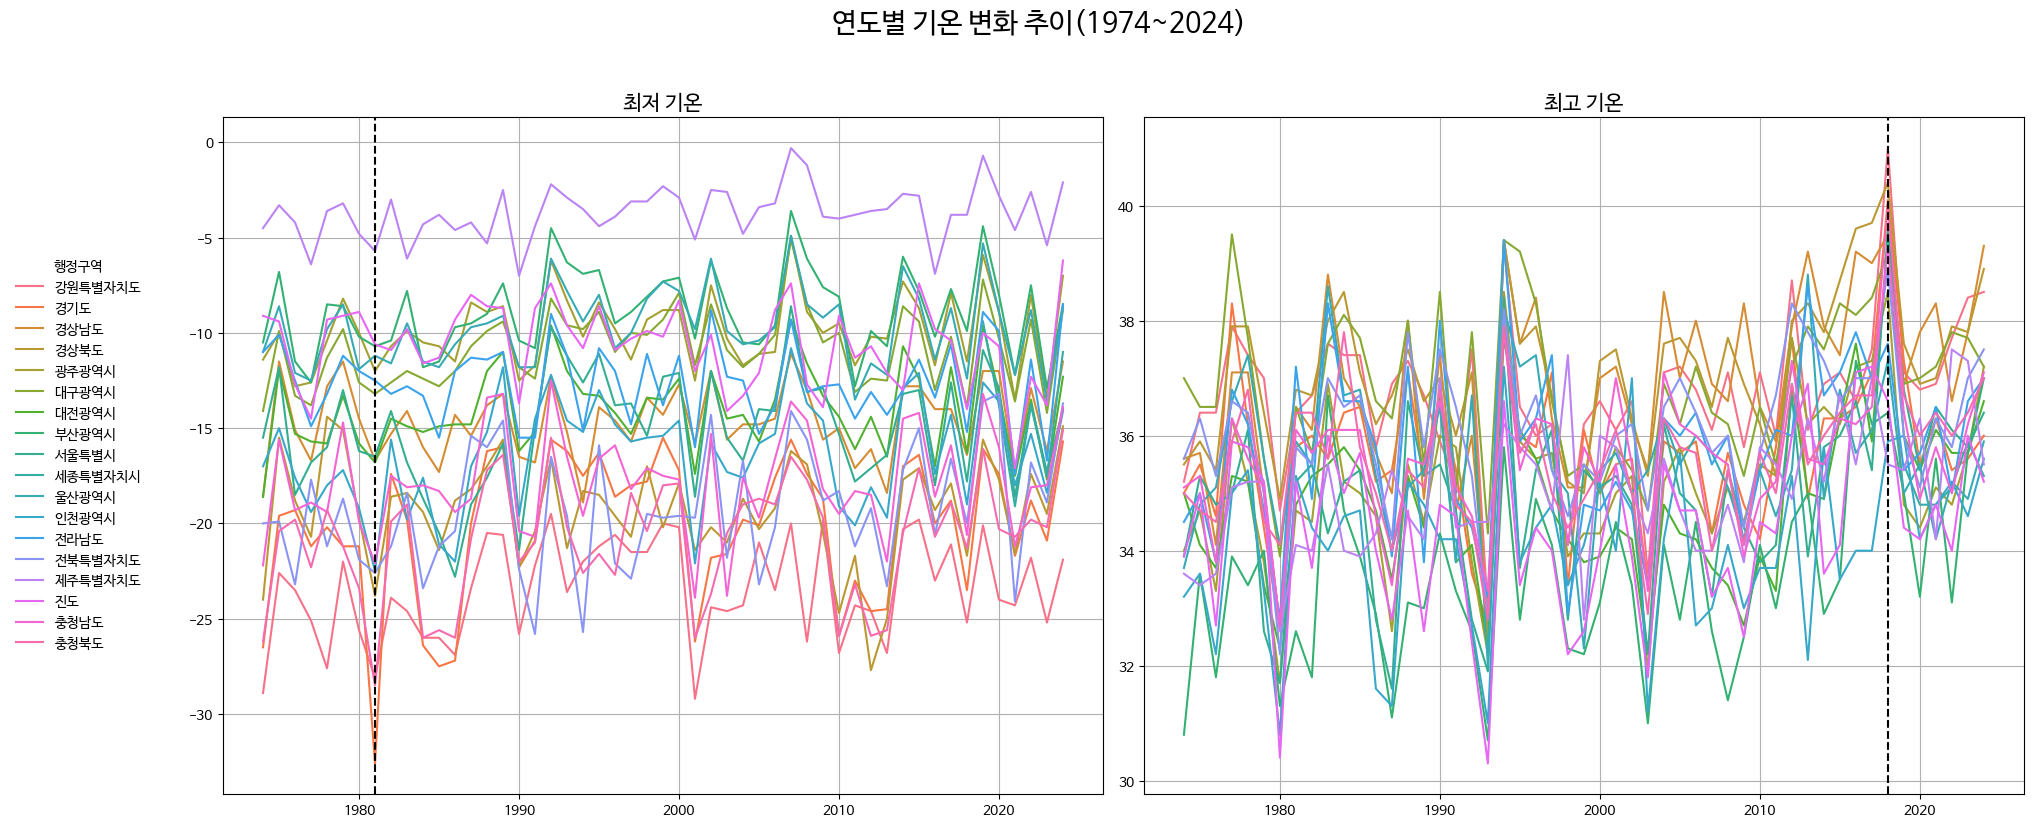 연도별 기온 변화 추이(1974~2024)
최저 기온
최고 기온
행정구역
강원특별자치도
경기도
경상남도
경상북도
광주광역시
대구광역시
대전광역시
부산광역시
서울특별시
세종특별자치시
울산광역시
인천광역시
전라남도
전북특별자치도
제주특별자치도
진도
충청남도
충청북도
0
−5
−10
−15
−20
−25
−30
1980
1990
2000
2010
2020
40
38
36
34
32
30
1980
1990
2000
2010
2020